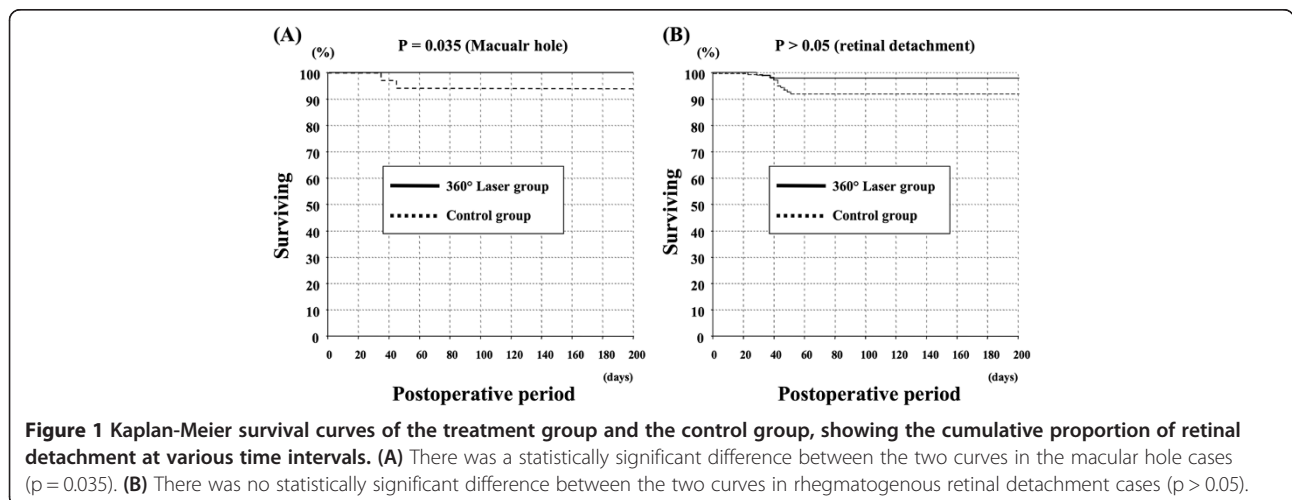 (A)
P = 0.035 (Macualr hole)
(%)
100
90
80
70
60
50
40
30
20
10
0
Surviving
360° Laser group
Control group
0 20 40 60 80 100 120 140 160 180 200
(days)
Postoperative period
(B)
P > 0.05 (retinal detachment)
(%)
100
90
80
70
60
50
40
30
20
10
0
Surviving
360° Laser group
Control group
0 20 40 60 80 100 120 140 160 180 200
(days)
Postoperative period
Figure 1 Kaplan-Meier survival curves of the treatment group and the control group, showing the cumulative proportion of retinal
detachment at various time intervals. (A) There was a statistically significant difference between the two curves in the macular hole cases
(p = 0.035). (B) There was no statistically significant difference between the two curves in rhegmatogenous retinal detachment cases (p > 0.05).